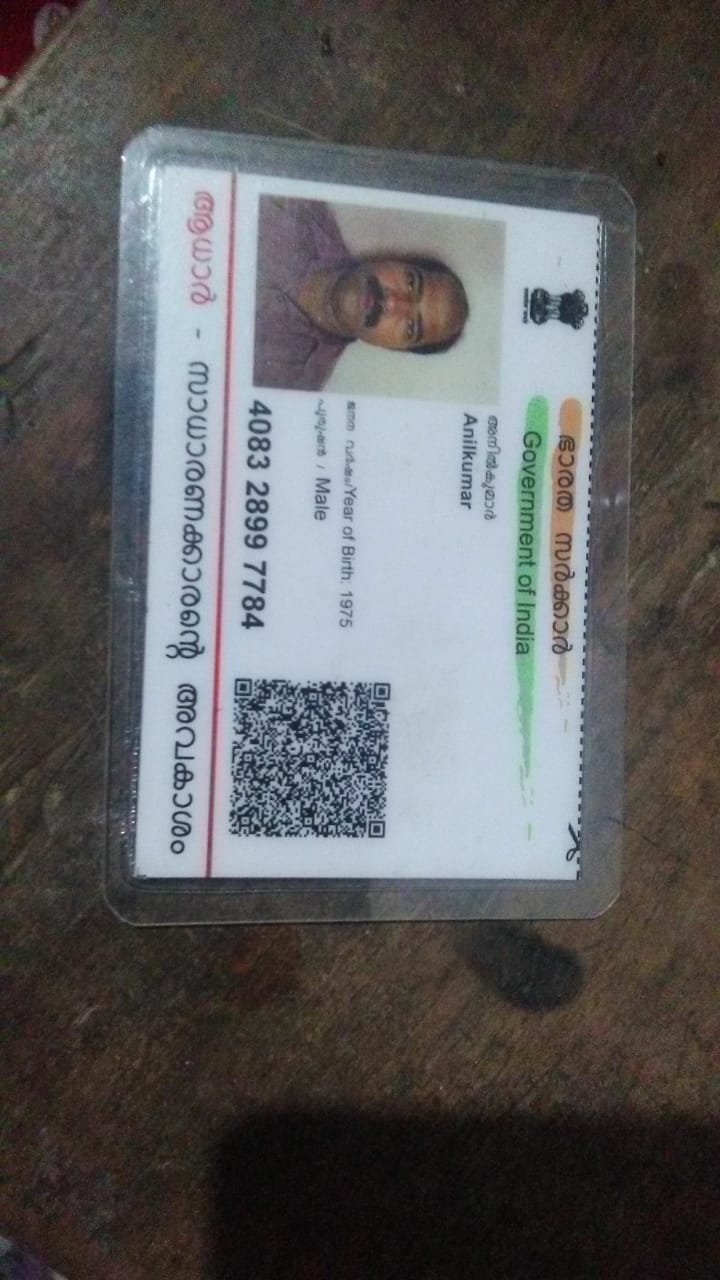 ഭാരത സർക്കാർ
Government of India
അനിൽകുമാർ
Anilkumar
ജനന വർഷം/Year of Birth: 1975
പുരുഷൻ / Male
4083 2899 7784
ആധാർ - സാധാരണക്കാരന്റെ അവകാശം